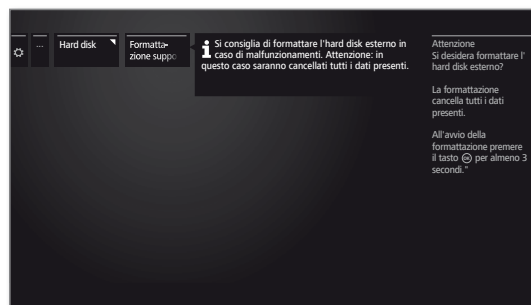 ...
Hard disk
Formatta-
zione suppo
Si consiglia di formattare l'hard disk esterno in
caso di malfunzionamenti. Attenzione: in
questo caso saranno cancellati tutti i dati presenti.
Attenzione
Si desidera formattare l'
hard disk esterno?
La formattazione
cancella tutti i dati
presenti.
All'avvio della
formattazione premere
il tasto OK per almeno 3
secondi."